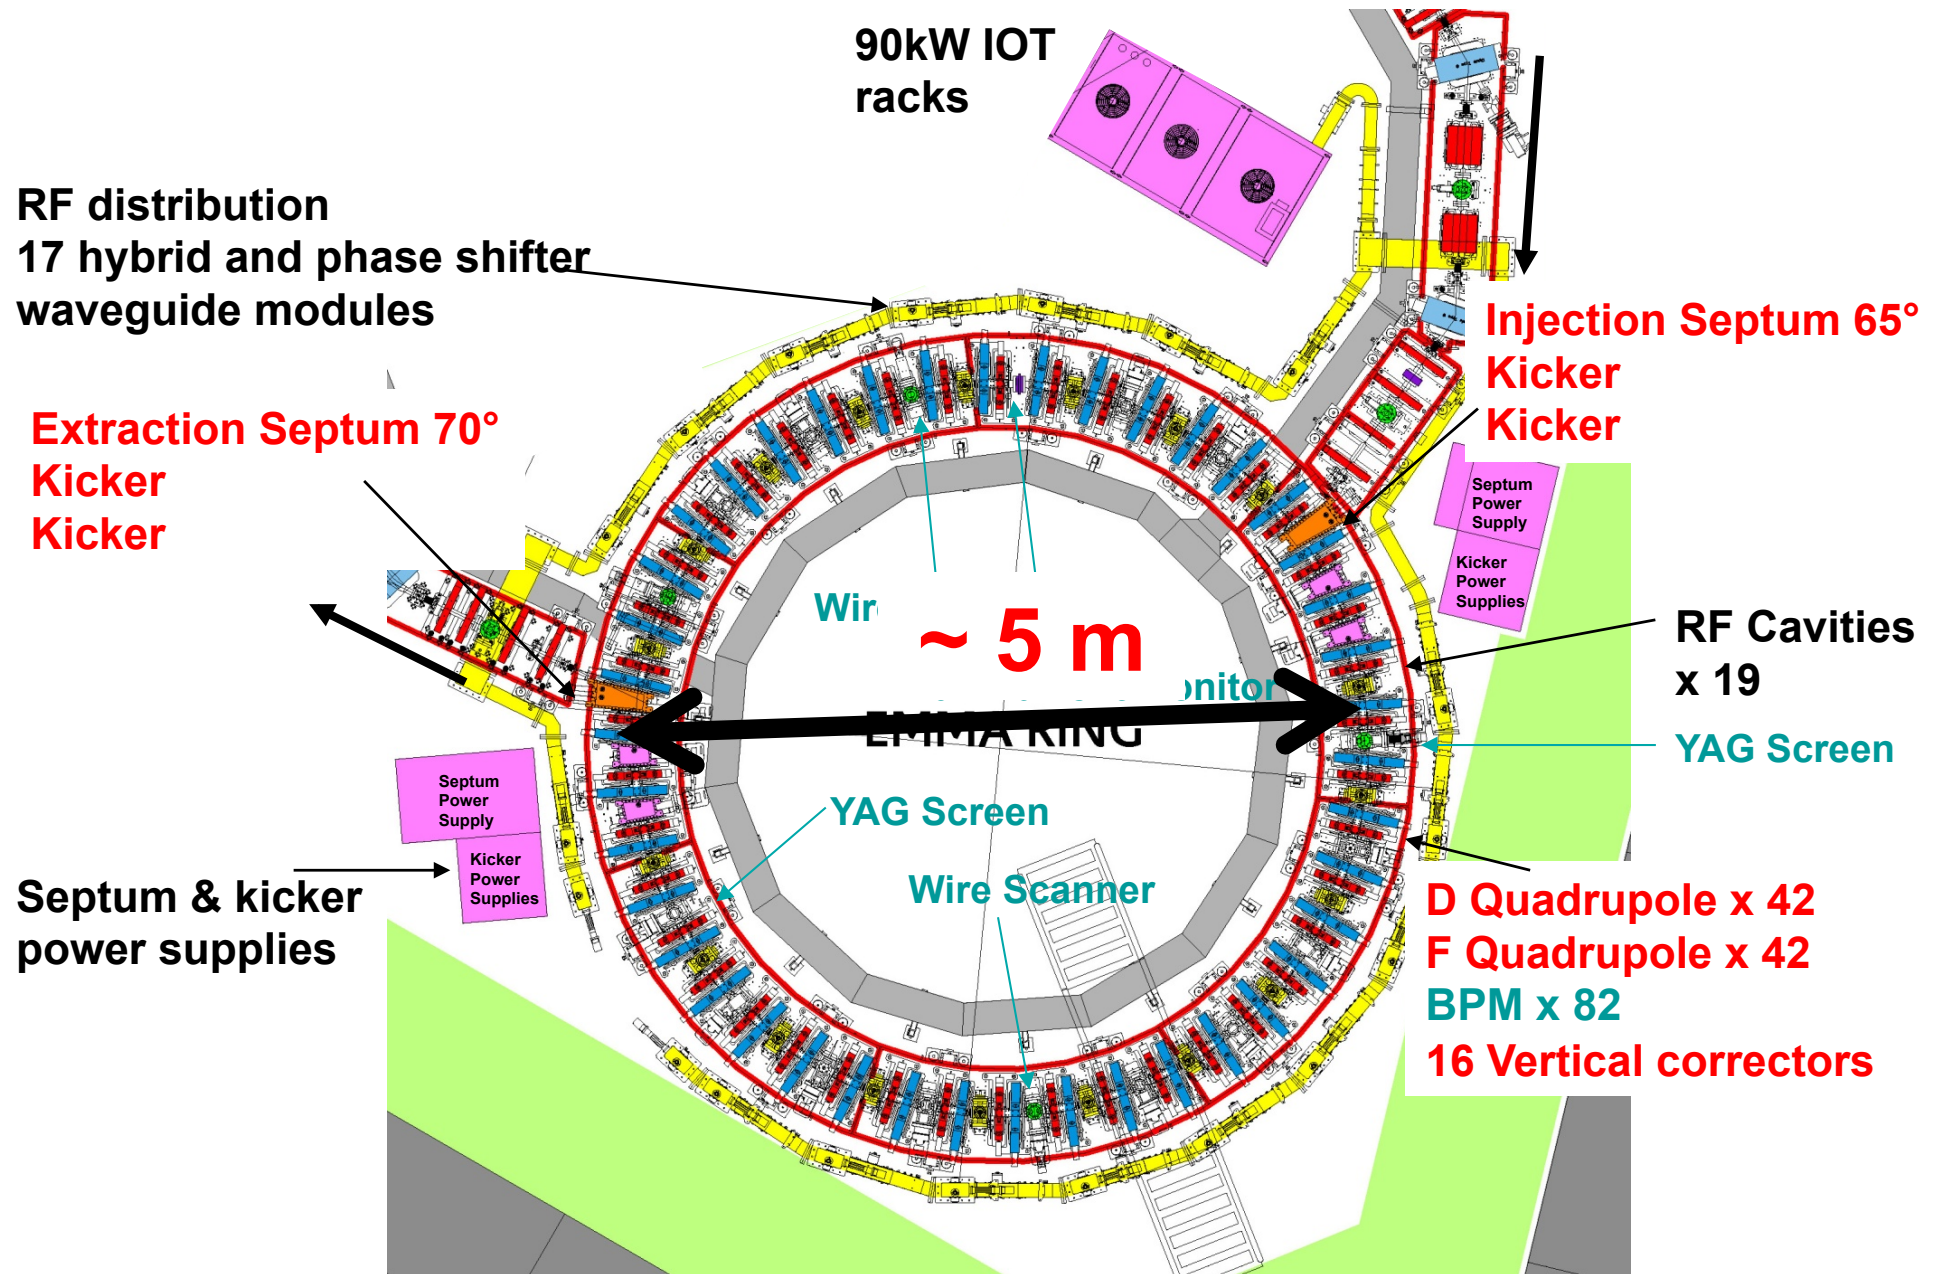 90kW IOT
racks
RF distribution
17 hybrid and phase shifter
waveguide modules
Injection Septum 65°
Kicker
Kicker
Extraction Septum 70°
Kicker
Kicker
Septum
Power
Supply
Kicker
Power
Supplies
~ 5 m
EMMA RING
RF Cavities
x 19
YAG Screen
Septum
Power
Supply
Kicker
Power
Supplies
YAG Screen
Wire Scanner
Septum & kicker
power supplies
D Quadrupole x 42
F Quadrupole x 42
BPM x 82
16 Vertical correctors